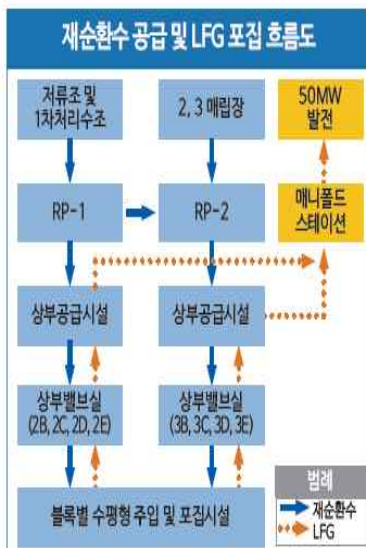 재순환수 공급 및 LFG 포집 흐름도
저류조 및
1차처리수조
2, 3 매립장
50MW
발전
RP-1
RP-2
매니폴드
스테이션
상부공급시설
상부공급시설
상부밸브실
(2B, 2C, 2D, 2E)
상부밸브실
(3B, 3C, 3D, 3E)
블록별 수평형 주입 및 포집시설
범례
재순환수
LFG